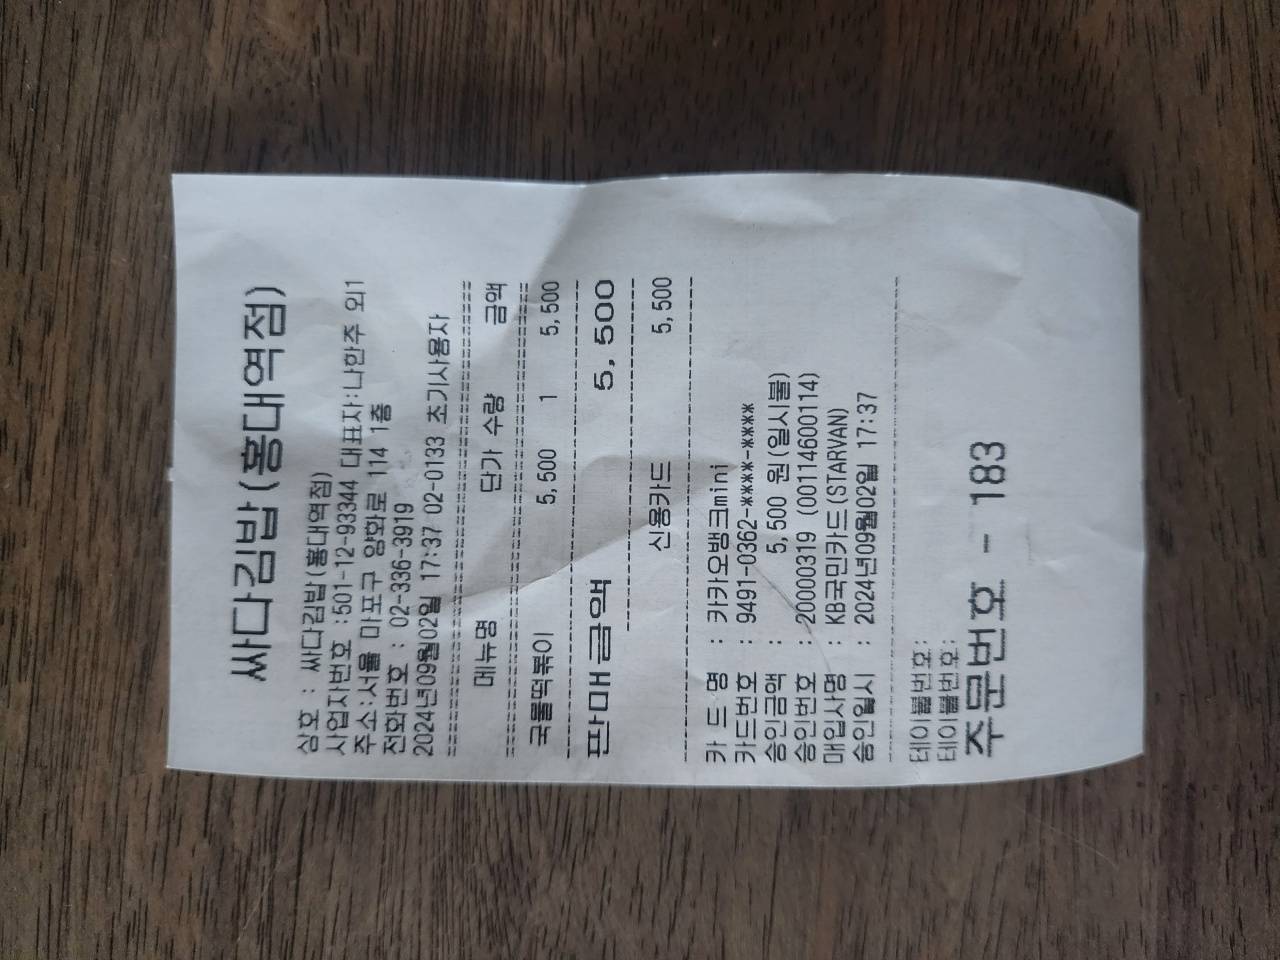 싸다김밥(홍대역점)
상호 : 싸다김밥(홍대역점)
사업자번호 :501-12-93344 대표자:나한주 외1
주소:서울 마포구 양화로 114 1층
전화번호 : 02-336-3919
2024년09월02일 17:37 02-0133 초기사용자
메뉴명 단가 수량 금액
국물떡볶이 5,500 1 5,500
판매금액 5,500
신용카드 5,500
카 드 명 : 카카오뱅크mini
카드번호 : 9491-0362-****-****
승인금액 : 5,500 원(일시불)
승인번호 : 20000319 (00114600114)
매입사명 : KB국민카드(STARVAN)
승인일시 : 2024년09월02일 17:37
테이블번호:
테이블번호:
주문번호 - 183